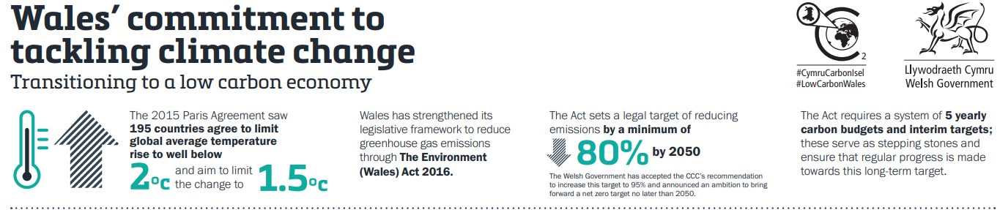 Wales' commitment to
tackling climate change
Transitioning to a low carbon economy
2
#CymruCarbonIsel
#LowCarbonWales
Llywodraeth Cymru
Welsh Government
The 2015 Paris Agreement saw
195 countries agree to limit
global average temperature
rise to well below
2°c and aim to limit
the change to 1.5°c
Wales has strengthened its
legislative framework to reduce
greenhouse gas emissions
through The Environment
(Wales) Act 2016.
The Act sets a legal target of reducing
emissions by a minimum of
80% by 2050
The Welsh Government has accepted the CCC's recommendation
to increase this target to 95% and announced an ambition to bring
forward a net zero target no later than 2050.
The Act requires a system of 5 yearly
carbon budgets and interim targets;
these serve as stepping stones and
ensure that regular progress is made
towards this long-term target.